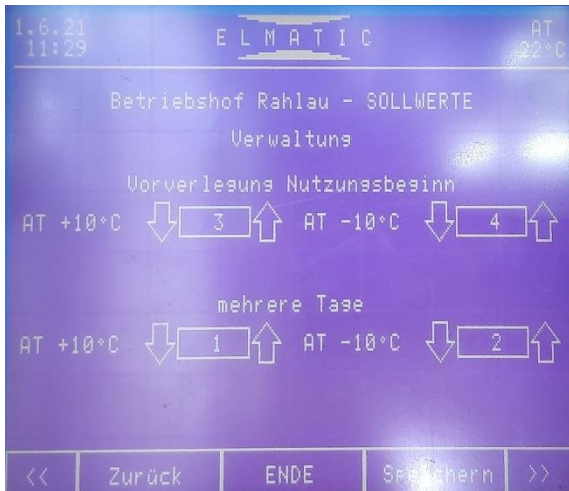 1.6.21 ELMATIC AT
11:29 22°C
Betriebshof Rahlau - SOLLWERTE
Verwaltung
Vorverlegung Nutzungsbeginn
AT +10°C 3 AT -10°C 4
mehrere Tage
AT +10°C 1 AT -10°C 2
<< Zurück ENDE Speichern >>